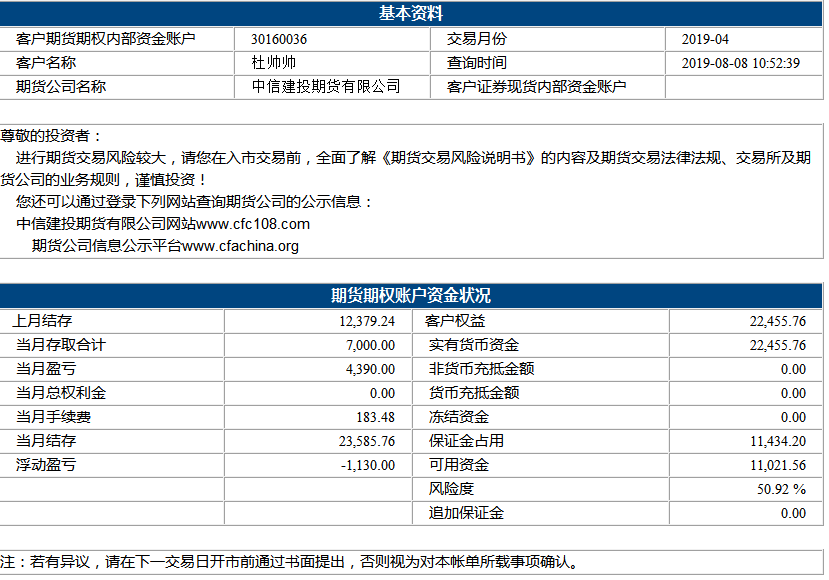 基本资料
客户期货期权内部资金账户 30160036 交易月份 2019-04
客户名称 杜帅帅 查询时间 2019-08-08 10:52:39
期货公司名称 中信建投期货有限公司 客户证券现货内部资金账户
尊敬的投资者：
进行期货交易风险较大，请您在入市交易前，全面了解《期货交易风险说明书》的内容及期货交易法律法规、交易所及期
货公司的业务规则，谨慎投资！
您还可以通过登录下列网站查询期货公司的公示信息：
中信建投期货有限公司网站www.cfc108.com
期货公司信息公示平台www.cfachina.org
期货期权账户资金状况
上月结存 12,379.24 客户权益 22,455.76
当月存取合计 7,000.00 实有货币资金 22,455.76
当月盈亏 4,390.00 非货币充抵金额 0.00
当月总权利金 0.00 货币充抵金额 0.00
当月手续费 183.48 冻结资金 0.00
当月结存 23,585.76 保证金占用 11,434.20
浮动盈亏 -1,130.00 可用资金 11,021.56
风险度 50.92 %
追加保证金 0.00
注：若有异议，请在下一交易日开市前通过书面提出，否则视为对本帐单所载事项确认。